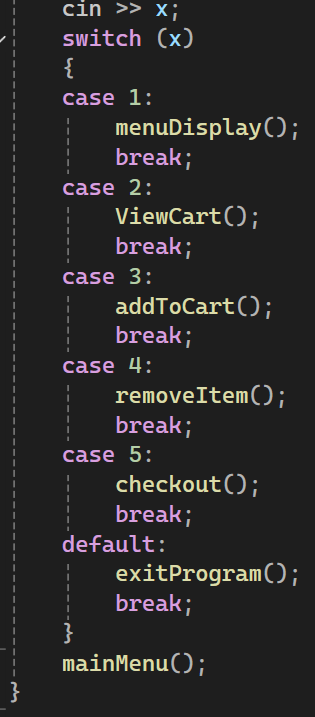 cin >> x;
switch (x)
{
case 1:
menuDisplay();
break;
case 2:
ViewCart();
break;
case 3:
addToCart();
break;
case 4:
removeItem();
break;
case 5:
checkout();
break;
default:
exitProgram();
break;
}
mainMenu();
}